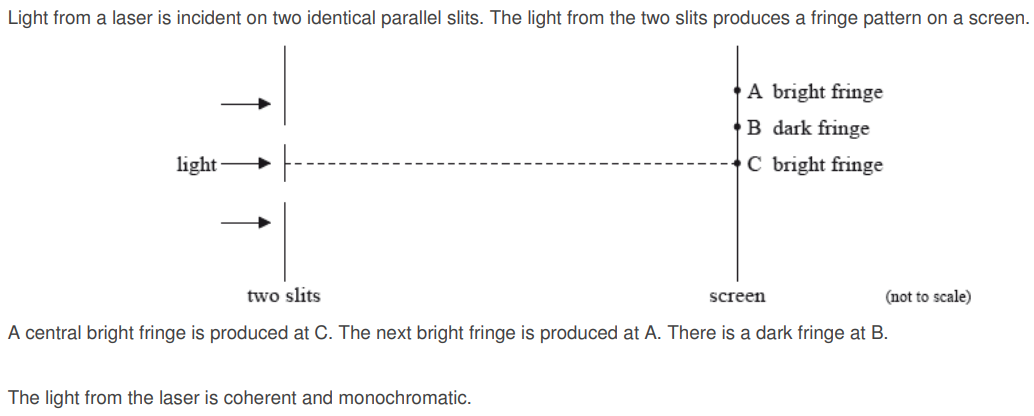 Light from a laser is incident on two identical parallel slits. The light from the two slits produces a fringe pattern on a screen.
A bright fringe
B dark fringe
light
C bright fringe
two slits
screen
(not to scale)
A central bright fringe is produced at C. The next bright fringe is produced at A. There is a dark fringe at B.
The light from the laser is coherent and monochromatic.